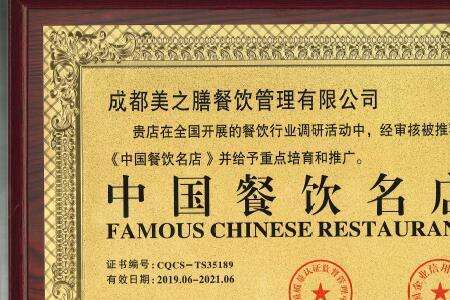 成都美之膳餐饮管理有限公司
贵店在全国开展的餐饮行业调研活动中，经审核被推
《中国餐饮名店》并给予重点培育和推广。
中国餐饮名店
FAMOUS CHINESE RESTAURAN
证书编号：CQCS-TS35189
有效日期：2019.06-2021.06